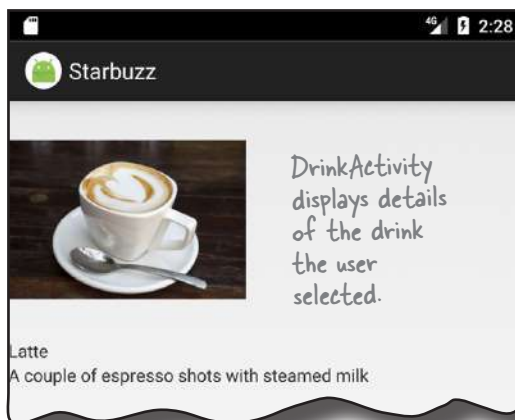 4G
2:28
Starbuzz
DrinkActivity
displays details
of the drink
the user
selected.
Latte
A couple of espresso shots with steamed milk